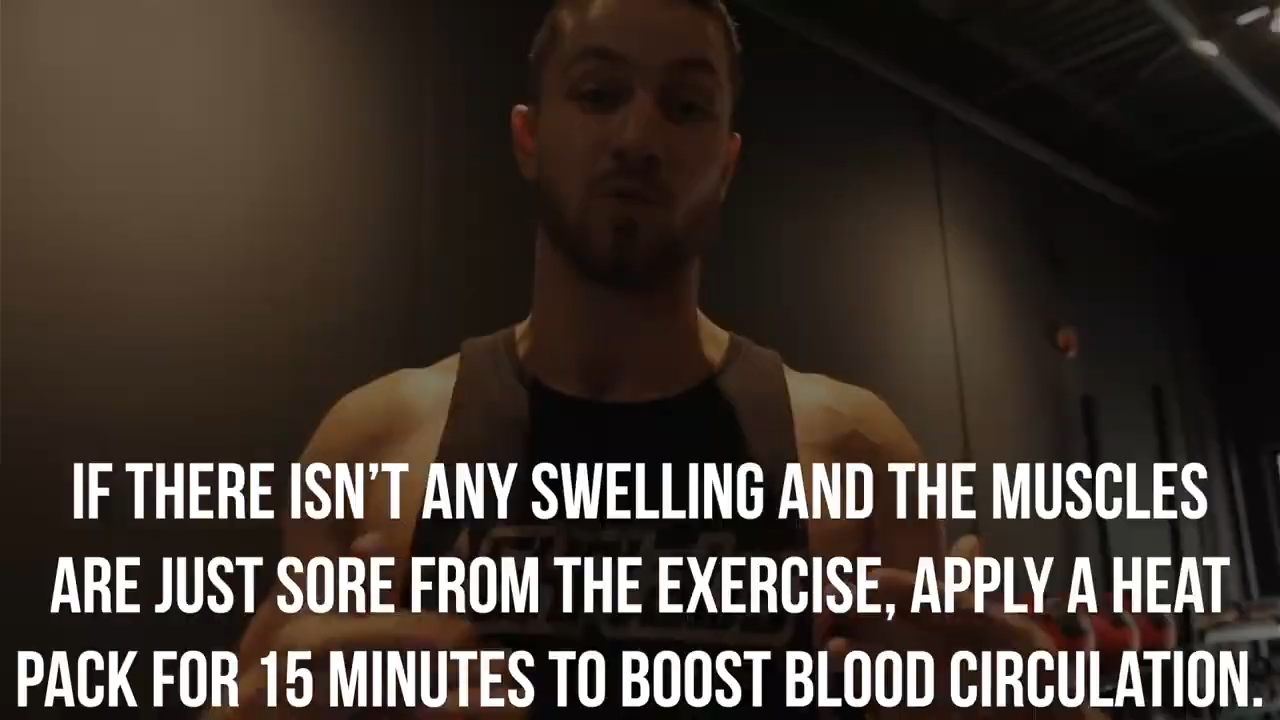 IF THERE ISN’T ANY SWELLING AND THE MUSCLES
ARE JUST SORE FROM THE EXERCISE, APPLY A HEAT
PACK FOR 15 MINUTES TO BOOST BLOOD CIRCULATION.